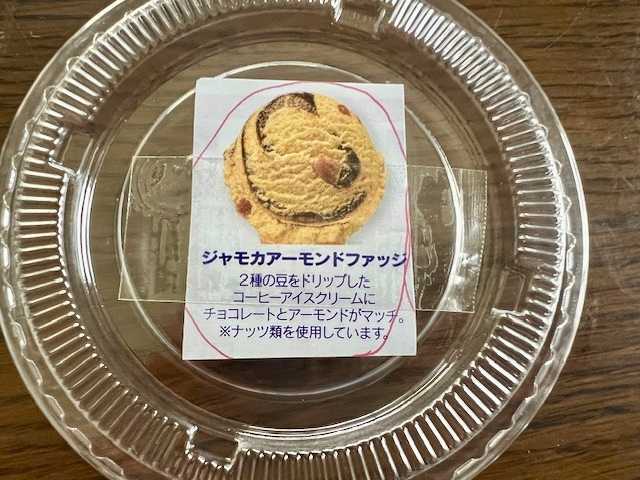 ジャモカアーモンドファッジ
２種の豆をドリップした
コーヒーアイスクリームに
チョコレートとアーモンドがマッチ。
※ナッツ類を使用しています。